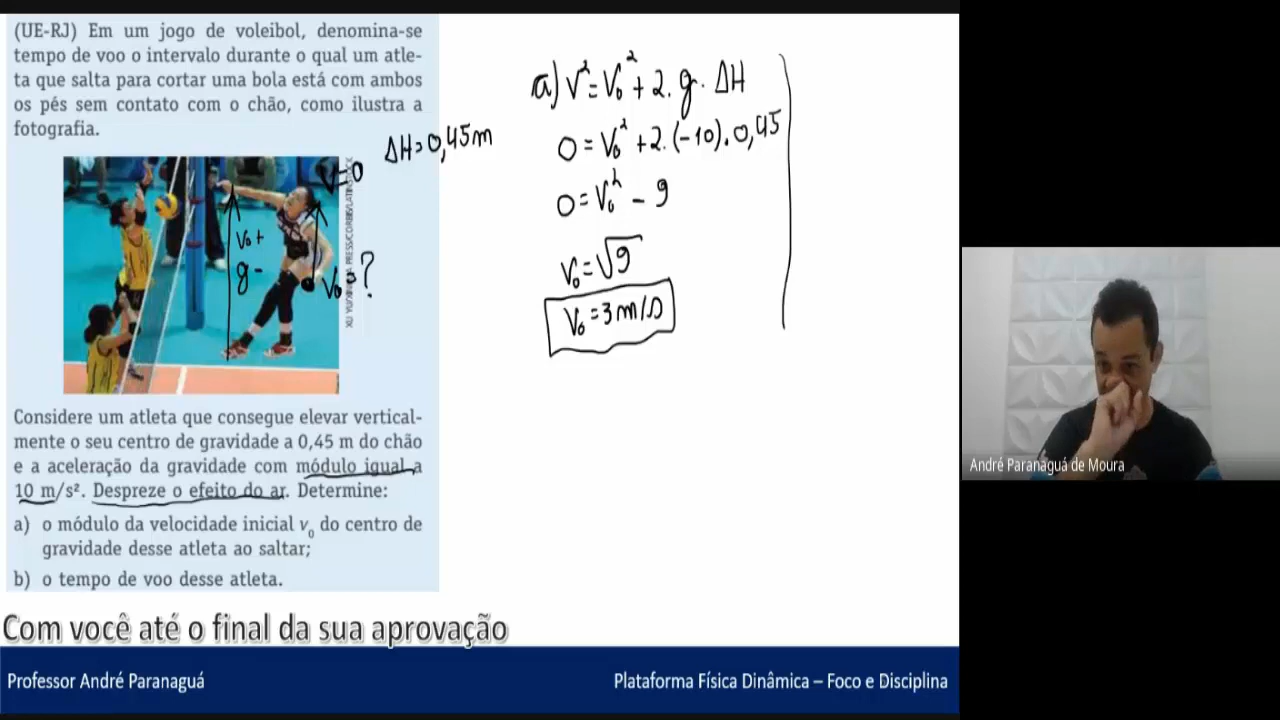 (UE-RJ) Em um jogo de voleibol, denomina-se
tempo de voo o intervalo durante o qual um atle-
ta que salta para cortar uma bola está com ambos
os pés sem contato com o chão, como ilustra a
fotografia.
ΔH = 0,45m
V=0
V₀ +
g -
V₀ = ?
Considere um atleta que consegue elevar vertical-
mente o seu centro de gravidade a 0,45 m do chão
e a aceleração da gravidade com módulo igual a
10 m/s². Despreze o efeito do ar. Determine:
a) o módulo da velocidade inicial v₀ do centro de
gravidade desse atleta ao saltar;
b) o tempo de voo desse atleta.
a) V² = V₀² + 2. g. ΔH
0 = V₀² + 2. (-10). 0,45
0 = V₀² - 9
V₀ = √9
V₀ = 3 m/s
Com você até o final da sua aprovação
Professor André Paranaguá
Plataforma Física Dinâmica – Foco e Disciplina
André Paranaguá de Moura